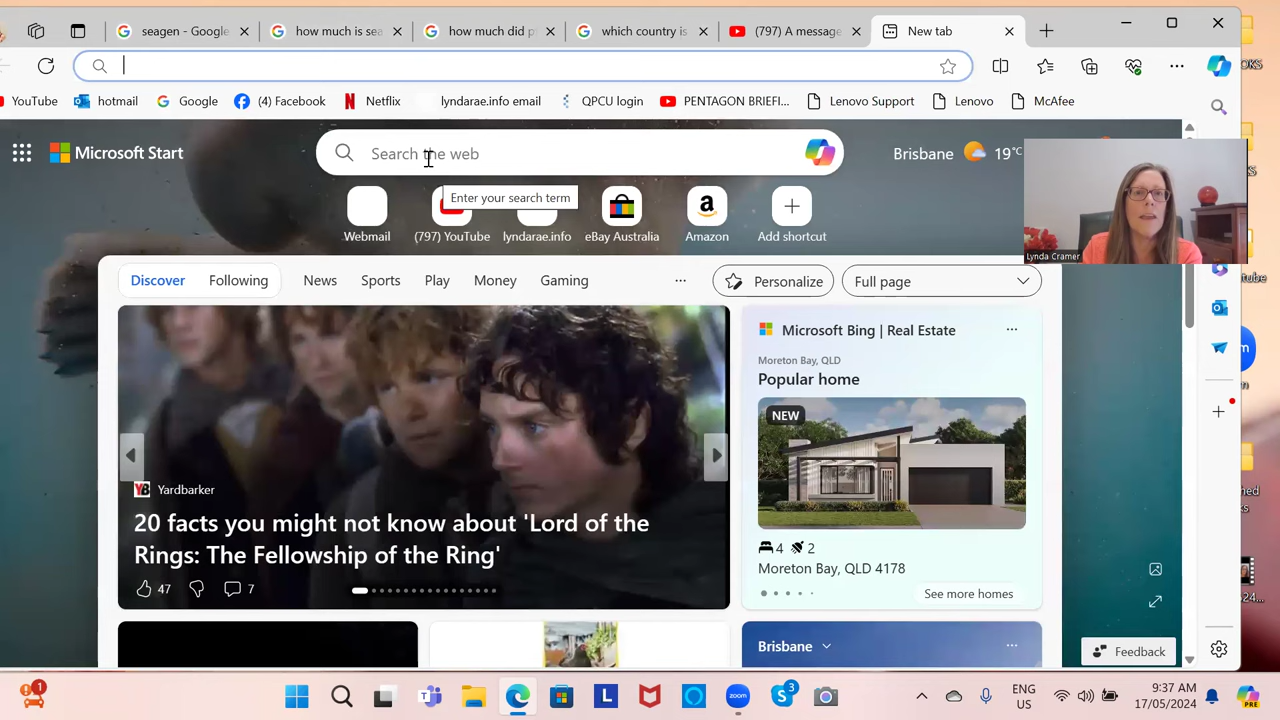 seagen - Google
how much is sea
how much did p
which country is
(797) A message
New tab
YouTube
hotmail
Google
(4) Facebook
Netflix
lyndarae.info email
QPCU login
PENTAGON BRIEFI...
Lenovo Support
Lenovo
McAfee
Microsoft Start
Search the web
Brisbane
19°C
Enter your search term
Webmail
(797) YouTube
lyndarae.info
eBay Australia
Amazon
Add shortcut
Lynda Cramer
Discover
Following
News
Sports
Play
Money
Gaming
...
Personalize
Full page
YB Yardbarker
20 facts you might not know about 'Lord of the
Rings: The Fellowship of the Ring'
47
7
Microsoft Bing | Real Estate
Moreton Bay, QLD
Popular home
NEW
4
2
Moreton Bay, QLD 4178
See more homes
Brisbane
Feedback
1
L
zoom
S 3
ENG
US
9:37 AM
17/05/2024
PRE